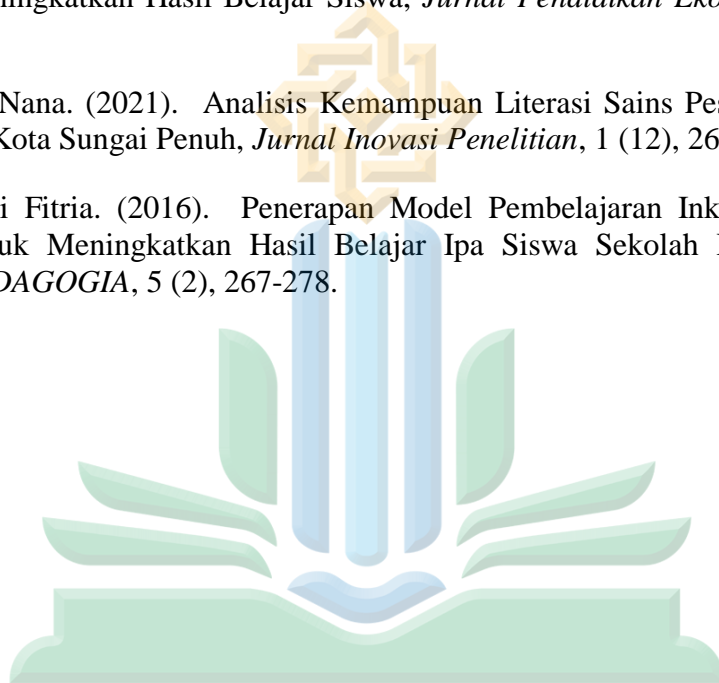 ningkatkan Hasil Belajar Siswa, Jurnal Pendidikan Eko
Nana. (2021). Analisis Kemampuan Literasi Sains Pes
Kota Sungai Penuh, Jurnal Inovasi Penelitian, 1 (12), 26
i Fitria. (2016). Penerapan Model Pembelajaran Ink
uk Meningkatkan Hasil Belajar Ipa Siswa Sekolah
DAGOGIA, 5 (2), 267-278.